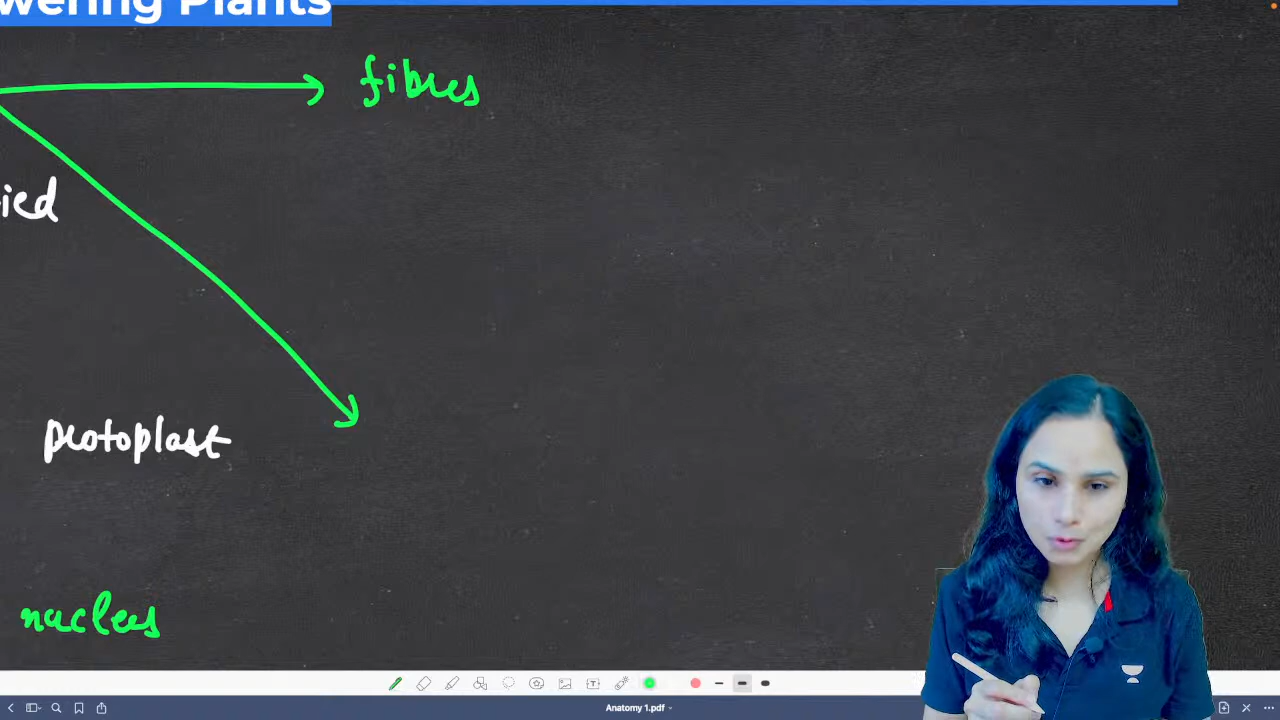 wering Plants
fibres
ied
protoplast
nucleus
Anatomy 1.pdf